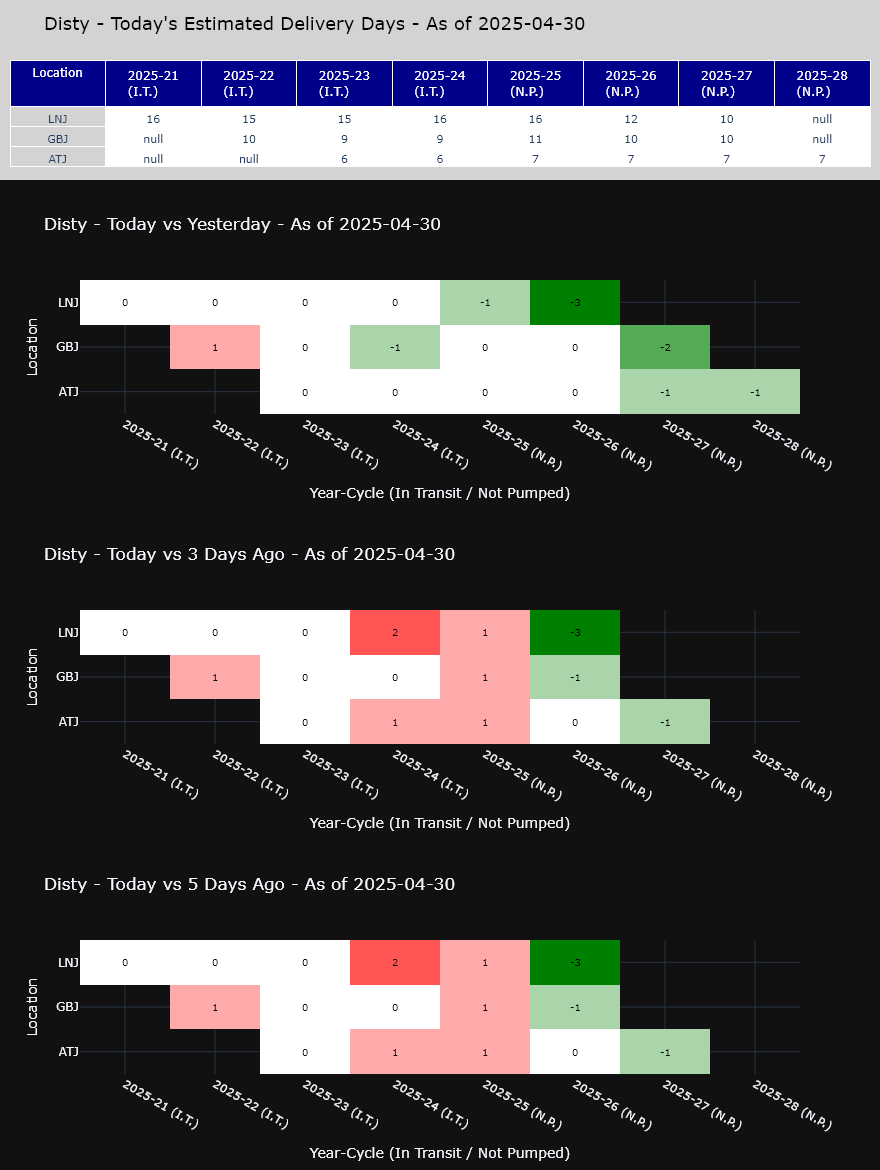 Disty - Today's Estimated Delivery Days - As of 2025-04-30
Location 2025-21 (I.T.) 2025-22 (I.T.) 2025-23 (I.T.) 2025-24 (I.T.) 2025-25 (N.P.) 2025-26 (N.P.) 2025-27 (N.P.) 2025-28 (N.P.)
LNJ 16 15 15 16 16 12 10 null
GBJ null 10 9 9 11 10 10 null
ATJ null null 6 6 7 7 7 7
Disty - Today vs Yesterday - As of 2025-04-30
Location
LNJ 0 0 0 0 -1 -3
GBJ 1 0 -1 0 0 -2
ATJ 0 0 0 0 -1 -1
2025-21 (I.T.) 2025-22 (I.T.) 2025-23 (I.T.) 2025-24 (I.T.) 2025-25 (N.P.) 2025-26 (N.P.) 2025-27 (N.P.) 2025-28 (N.P.)
Year-Cycle (In Transit / Not Pumped)
Disty - Today vs 3 Days Ago - As of 2025-04-30
Location
LNJ 0 0 0 2 1 -3
GBJ 1 0 0 1 -1
ATJ 0 1 1 0 -1
2025-21 (I.T.) 2025-22 (I.T.) 2025-23 (I.T.) 2025-24 (I.T.) 2025-25 (N.P.) 2025-26 (N.P.) 2025-27 (N.P.) 2025-28 (N.P.)
Year-Cycle (In Transit / Not Pumped)
Disty - Today vs 5 Days Ago - As of 2025-04-30
Location
LNJ 0 0 0 2 1 -3
GBJ 1 0 0 1 -1
ATJ 0 1 1 0 -1
2025-21 (I.T.) 2025-22 (I.T.) 2025-23 (I.T.) 2025-24 (I.T.) 2025-25 (N.P.) 2025-26 (N.P.) 2025-27 (N.P.) 2025-28 (N.P.)
Year-Cycle (In Transit / Not Pumped)